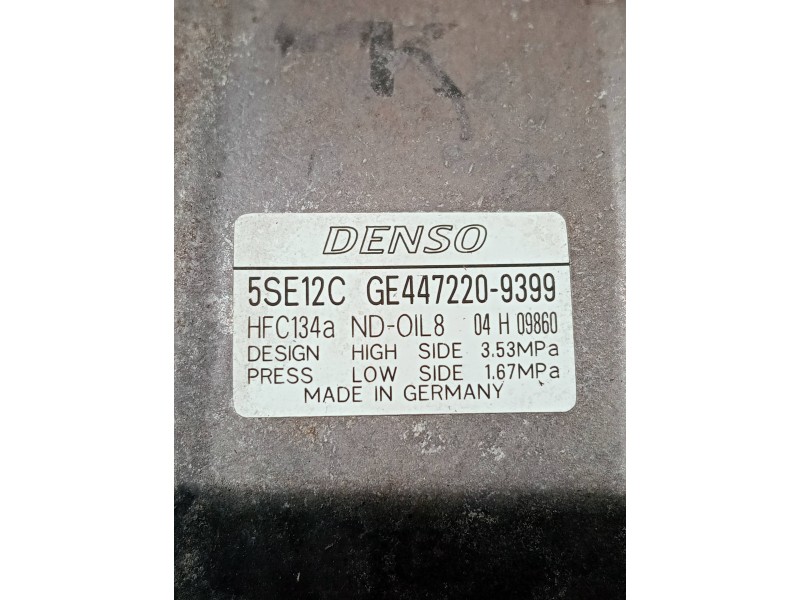 K
DENSO
5SE12C GE447220-9399
HFC134a ND-OIL8 04 H 09860
DESIGN HIGH SIDE 3.53MPa
PRESS LOW SIDE 1.67MPa
MADE IN GERMANY